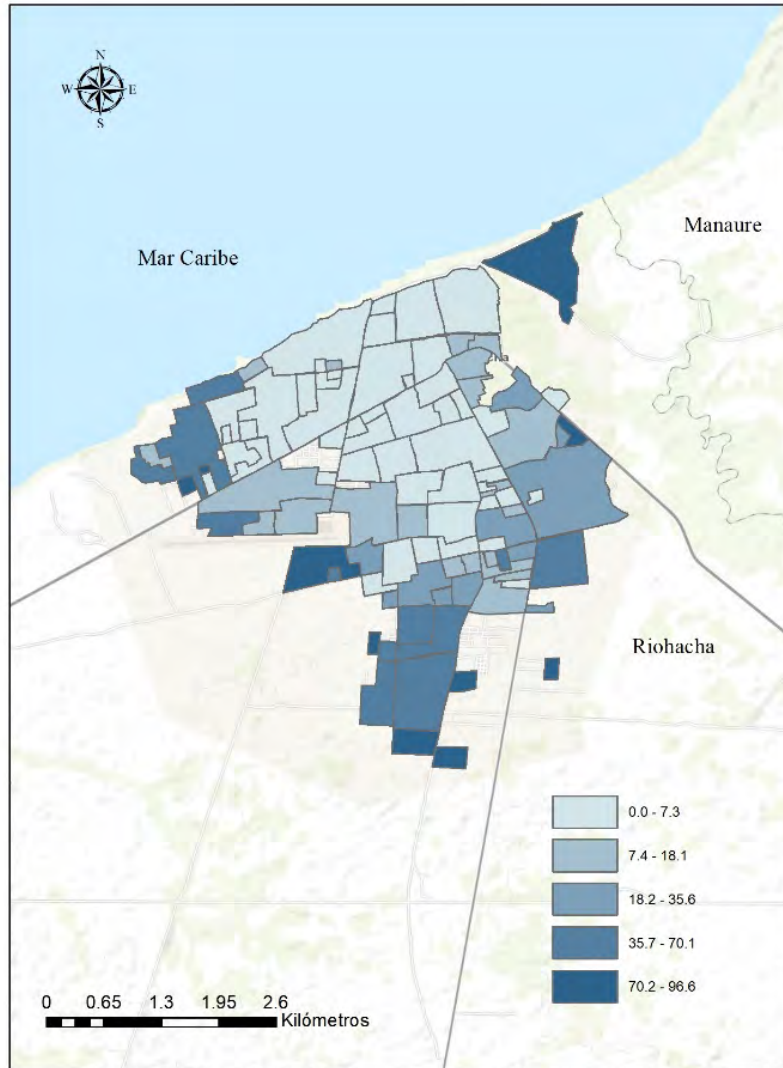 N
W E
S
Manaure
Mar Caribe
Riohacha
0.0 - 7.3
7.4 - 18.1
18.2 - 35.6
35.7 - 70.1
70.2 - 96.6
0 0.65 1.3 1.95 2.6
Kilómetros